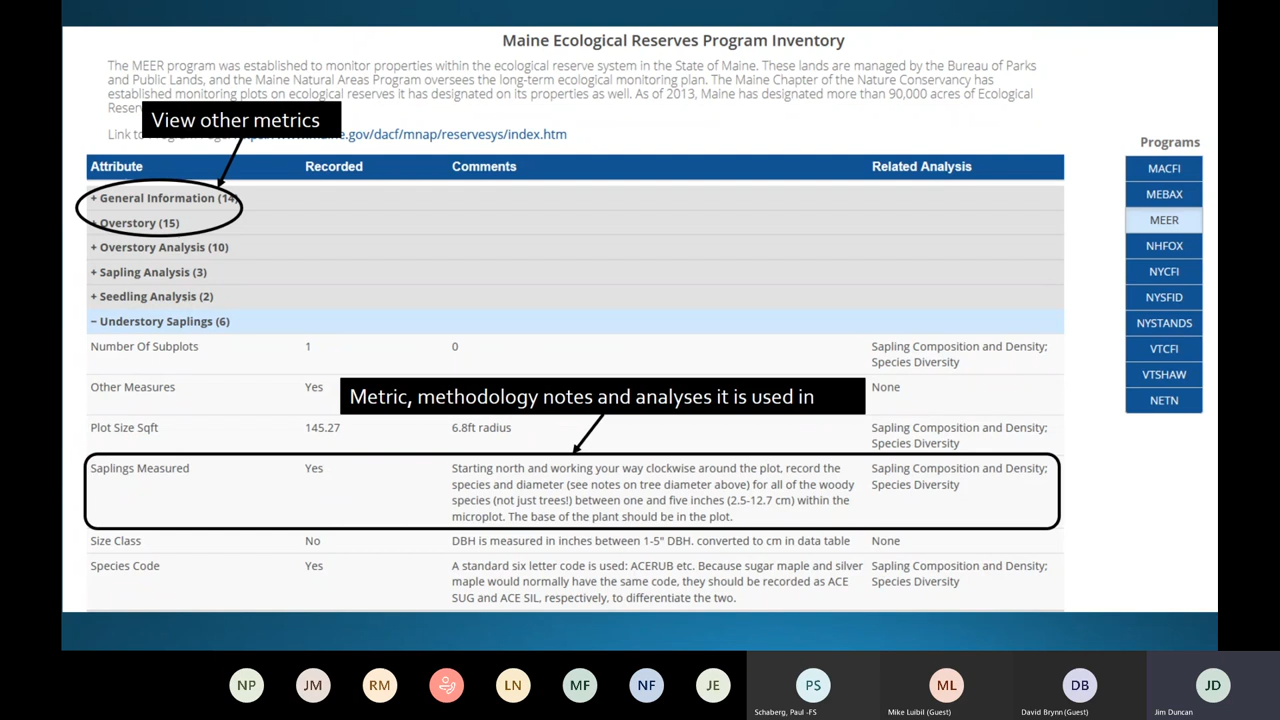 Maine Ecological Reserves Program Inventory
The MEER program was established to monitor properties within the ecological reserve system in the State of Maine. These lands are managed by the Bureau of Parks
and Public Lands, and the Maine Natural Areas Program oversees the long-term ecological monitoring plan. The Maine Chapter of the Nature Conservancy has
established monitoring plots on ecological reserves it has designated on its properties as well. As of 2013, Maine has designated more than 90,000 acres of Ecological
View other metrics
Link to .gov/dacf/mnap/reservesys/index.htm
Programs
MACFI
MEBAX
MEER
NHFOX
NYCFI
NYSFID
NYSTANDS
VTCFI
VTSHAW
NETN
Attribute Recorded Comments Related Analysis
+ General Information (14)
+ Overstory (15)
+ Overstory Analysis (10)
+ Sapling Analysis (3)
+ Seedling Analysis (2)
− Understory Saplings (6)
Number Of Subplots 1 0 Sapling Composition and Density;
Species Diversity
Other Measures Yes None
Metric, methodology notes and analyses it is used in
Plot Size Sqft 145.27 6.8ft radius Sapling Composition and Density;
Species Diversity
Saplings Measured Yes Starting north and working your way clockwise around the plot, record the Sapling Composition and Density;
species and diameter (see notes on tree diameter above) for all of the woody Species Diversity
species (not just trees!) between one and five inches (2.5-12.7 cm) within the
microplot. The base of the plant should be in the plot.
Size Class No DBH is measured in inches between 1-5" DBH. converted to cm in data table None
Species Code Yes A standard six letter code is used: ACERUB etc. Because sugar maple and silver Sapling Composition and Density;
maple would normally have the same code, they should be recorded as ACE Species Diversity
SUG and ACE SIL, respectively, to differentiate the two.
NP JM RM LN MF NF JE PS ML DB JD
Schaberg, Paul -FS Mike Luibil (Guest) David Brynn (Guest) Jim Duncan